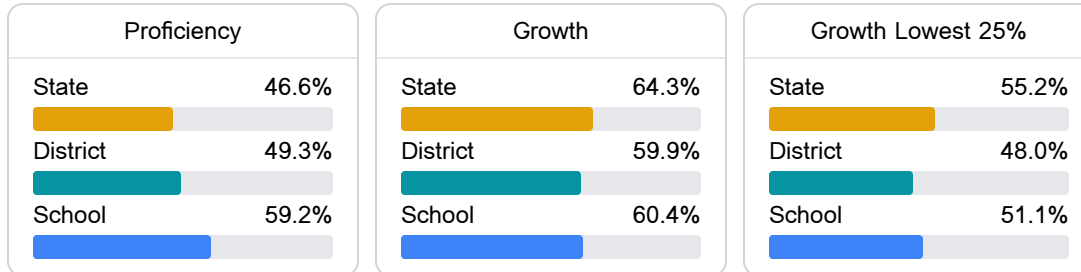 Proficiency
State 46.6%
District 49.3%
School 59.2%
Growth
State 64.3%
District 59.9%
School 60.4%
Growth Lowest 25%
State 55.2%
District 48.0%
School 51.1%